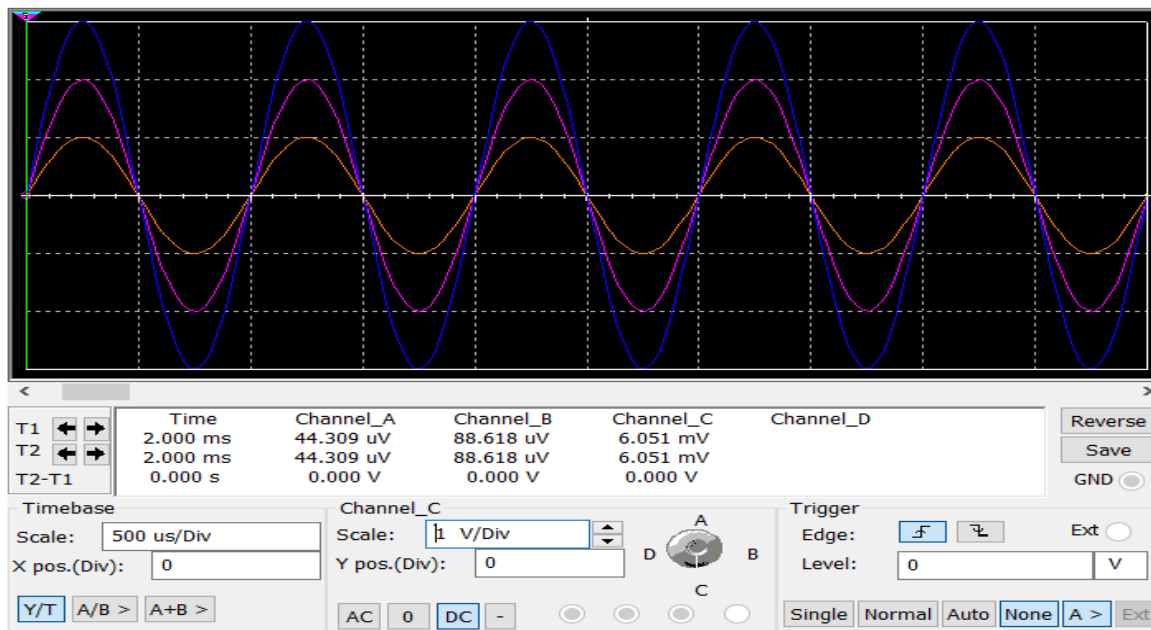 Time Channel_A Channel_B Channel_C Channel_D
T1 2.000 ms 44.309 uV 88.618 uV 6.051 mV
T2 2.000 ms 44.309 uV 88.618 uV 6.051 mV
T2-T1 0.000 s 0.000 V 0.000 V 0.000 V
Reverse
Save
GND
Timebase
Scale: 500 us/Div
X pos.(Div): 0
Y/T A/B > A+B >
Channel_C
Scale: 1 V/Div
Y pos.(Div): 0
AC 0 DC -
A
D B
C
Trigger
Edge: Ext
Level: 0 V
Single Normal Auto None A > Ext